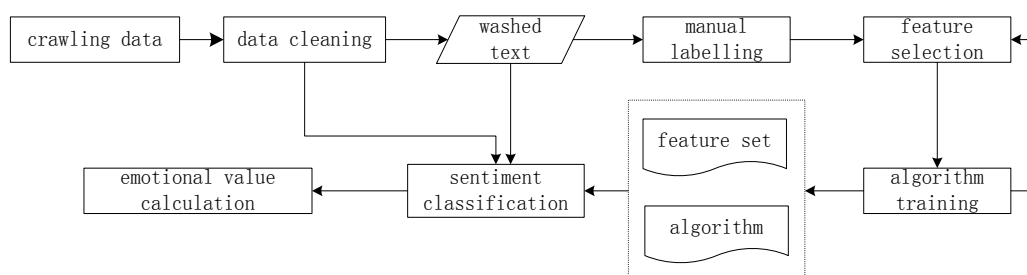 crawling data
data cleaning
washed
text
manual
labelling
feature
selection
feature set
emotional value
calculation
sentiment
classification
algorithm
training
algorithm